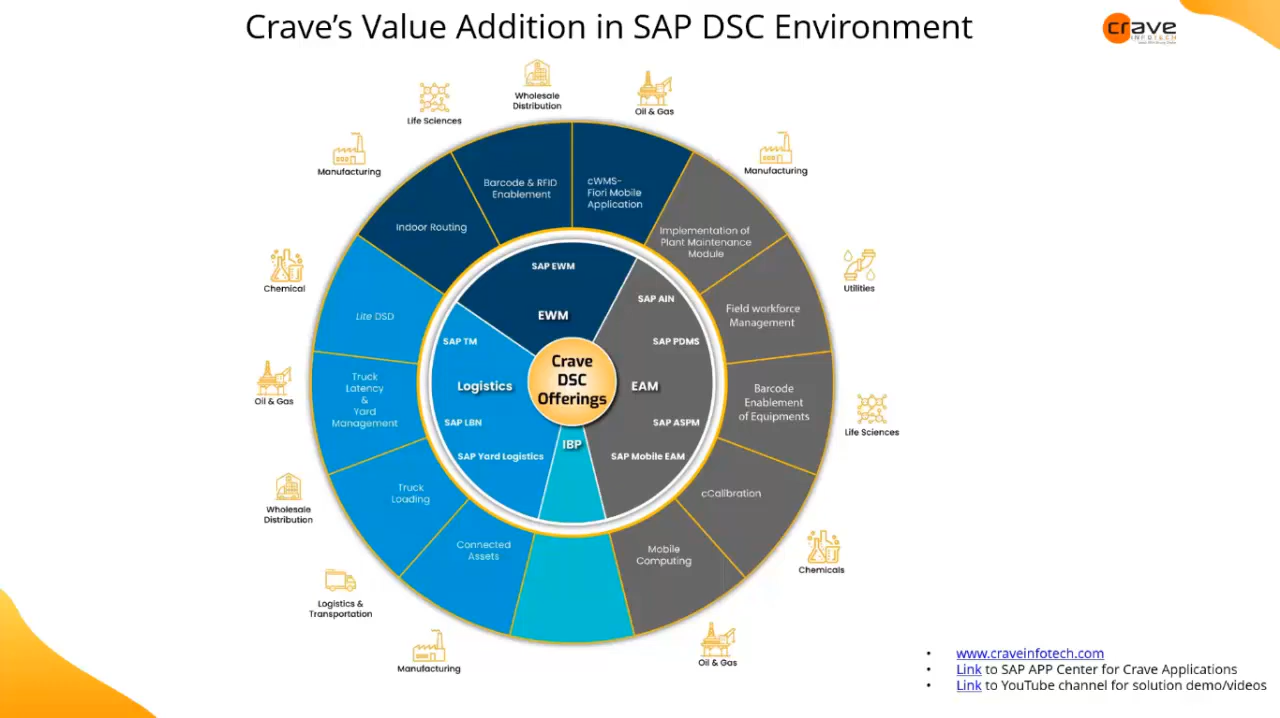 Crave's Value Addition in SAP DSC Environment
crave
INFOTECH
Wholesale
Distribution
Oil & Gas
Life Sciences
Manufacturing
Manufacturing
Chemical
Utilities
Oil & Gas
Life Sciences
Wholesale
Distribution
Chemicals
Logistics &
Transportation
Manufacturing
Oil & Gas
Indoor Routing
Barcode & RFID
Enablement
cWMS-
Fiori Mobile
Application
Implementation of
Plant Maintenance
Module
Field workforce
Management
Barcode
Enablement
of Equipments
cCalibration
Mobile
Computing
Connected
Assets
Truck
Loading
Truck
Latency
&
Yard
Management
Lite DSD
SAP EWM
EWM
SAP AIN
SAP PDMS
EAM
SAP ASPM
SAP Mobile EAM
IBP
SAP TM
Logistics
SAP LBN
SAP Yard Logistics
Crave
DSC
Offerings
• www.craveinfotech.com
• Link to SAP APP Center for Crave Applications
• Link to YouTube channel for solution demo/videos